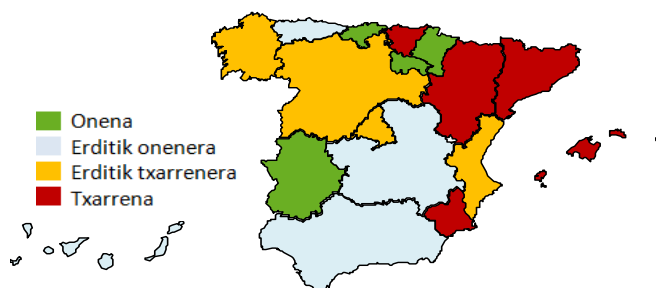 Onena
Erditik onenera
Erditik txarrenera
Txarrena